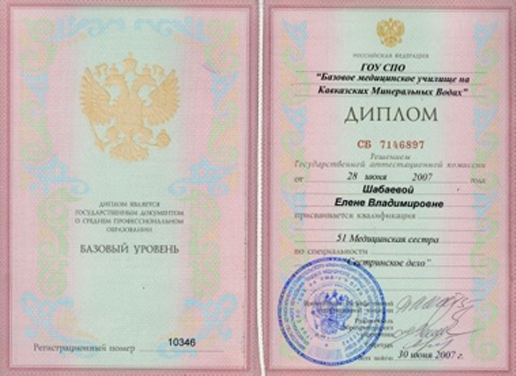 ДИПЛОМ ЯВЛЯЕТСЯ
ГОСУДАРСТВЕННЫМ ДОКУМЕНТОМ
О СРЕДНЕМ ПРОФЕССИОНАЛЬНОМ
ОБРАЗОВАНИИ
БАЗОВЫЙ УРОВЕНЬ
Регистрационный номер 10346
РОССИЙСКАЯ ФЕДЕРАЦИЯ
ГОУ СПО
"Базовое медицинское училище на
Кавказских Минеральных Водах"
ДИПЛОМ
СБ 7146897
Решением
Государственной аттестационной комиссии
от 28 июня 2007 года
Шабаевой
Елене Владимировне
присваивается квалификация
51 Медицинская сестра
по специальности
"Сестринское дело"
30 июня 2007 г.